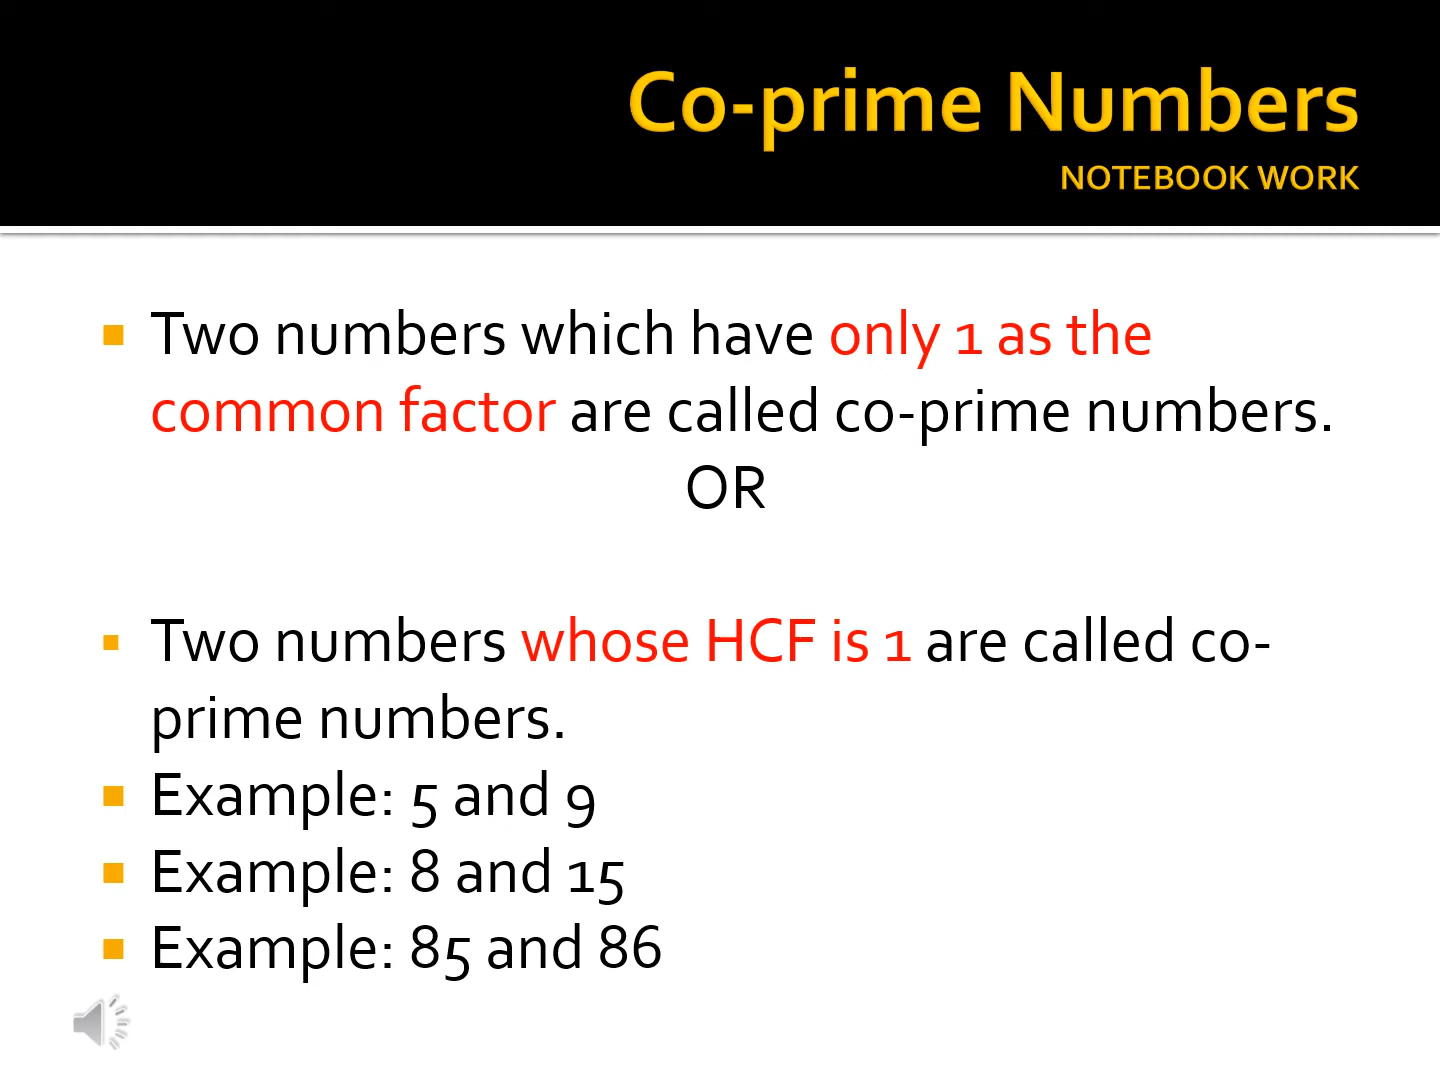 Co-prime Numbers
NOTEBOOK WORK
Two numbers which have only 1 as the
common factor are called co-prime numbers.
OR
Two numbers whose HCF is 1 are called co-
prime numbers.
Example: 5 and 9
Example: 8 and 15
Example: 85 and 86